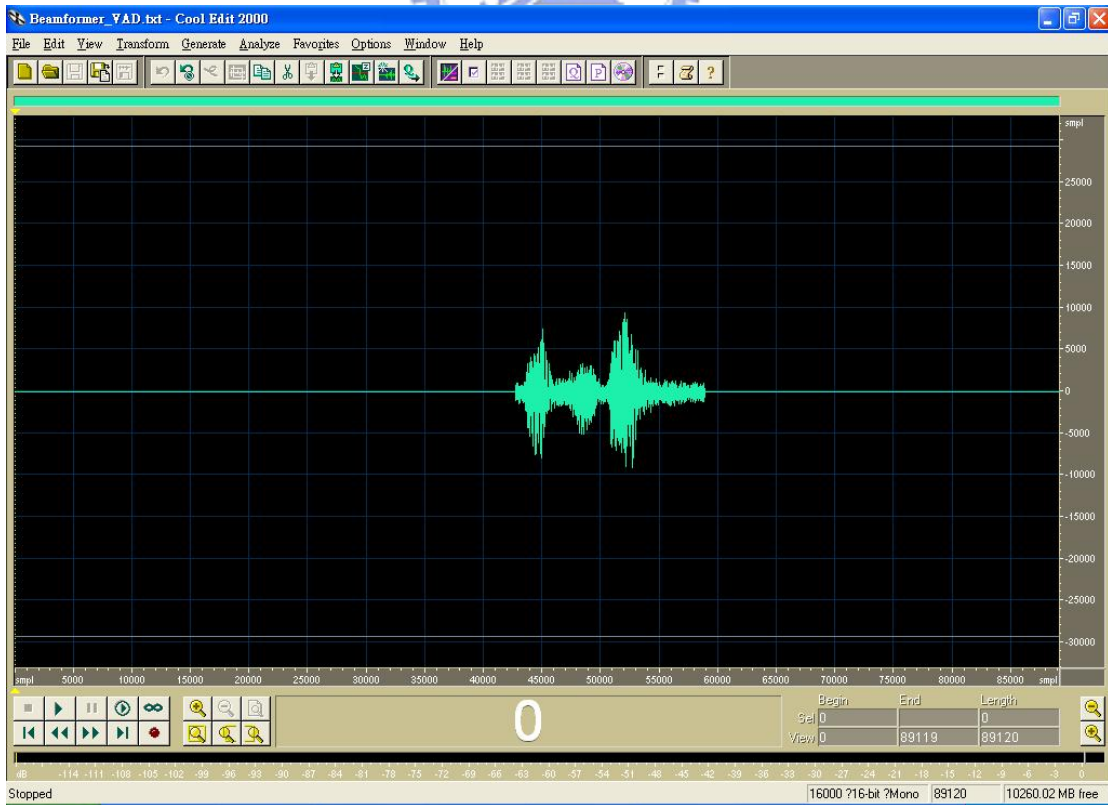 Beamformer_VAD.txt - Cool Edit 2000
File Edit View Transform Generate Analyze Favorites Options Window Help
F ?
smpl
25000
20000
15000
10000
5000
0
-5000
-10000
-15000
-20000
-25000
-30000
smpl 5000 10000 15000 20000 25000 30000 35000 40000 45000 50000 55000 60000 65000 70000 75000 80000 85000 smpl
0
Begin End Length
Sel 0 0
View 0 89119 89120
dB -114 -111 -108 -105 -102 -99 -96 -93 -90 -87 -84 -81 -78 -75 -72 -69 -66 -63 -60 -57 -54 -51 -48 -45 -42 -39 -36 -33 -30 -27 -24 -21 -18 -15 -12 -9 -6 -3 0
Stopped 16000 ?16-bit ?Mono 89120 10260.02 MB free